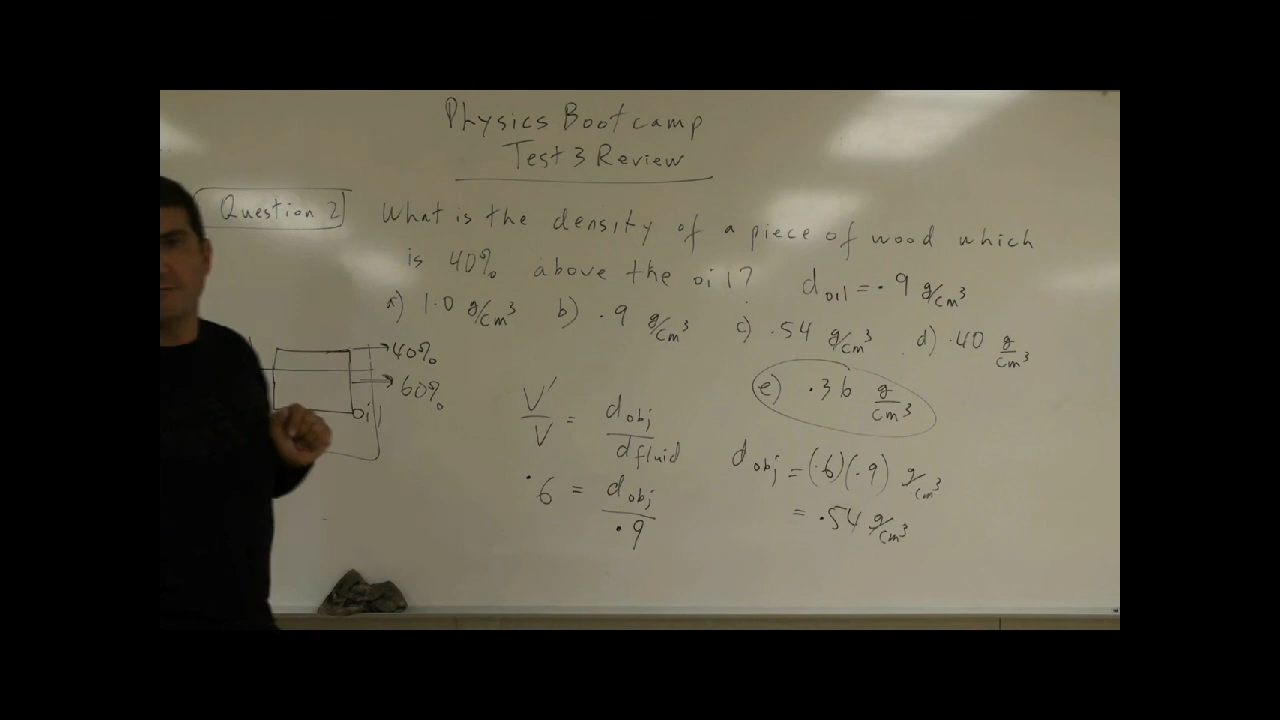 Physics Bootcamp
Test 3 Review
Question 2
What is the density of a piece of wood which
is 40% above the oil? d oil = .9 g/cm³
a) 1.0 g/cm³ b) .9 g/cm³ c) .54 g/cm³ d) .40 g/cm³
e) .36 g/cm³
40%
60%
oil
V'/V = d obj/d fluid
.6 = d obj/.9
d obj = (.6)(.9) g/cm³
= .54 g/cm³